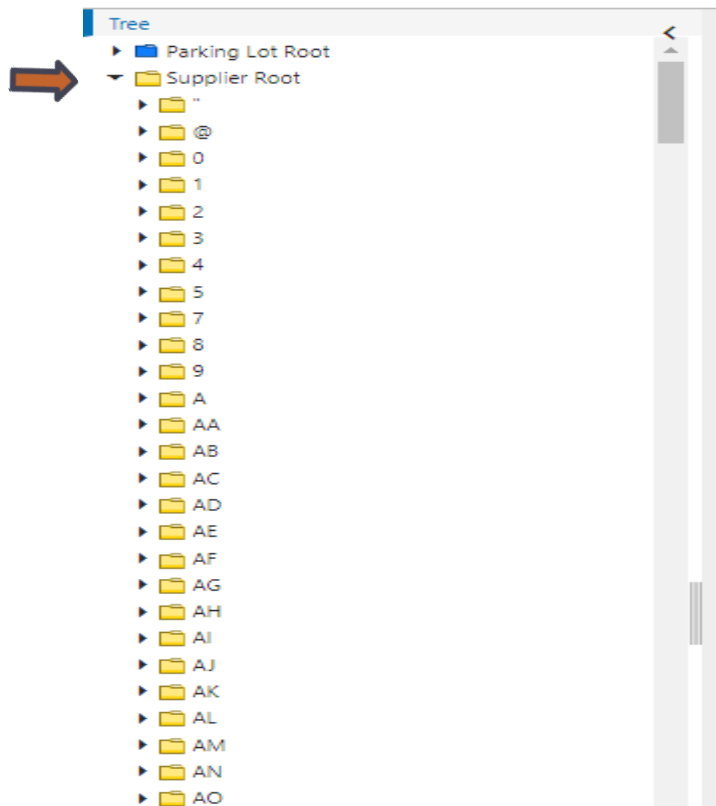 Tree
Parking Lot Root
Supplier Root
"
@
0
1
2
3
4
5
7
8
9
A
AA
AB
AC
AD
AE
AF
AG
AH
AI
AJ
AK
AL
AM
AN
AO